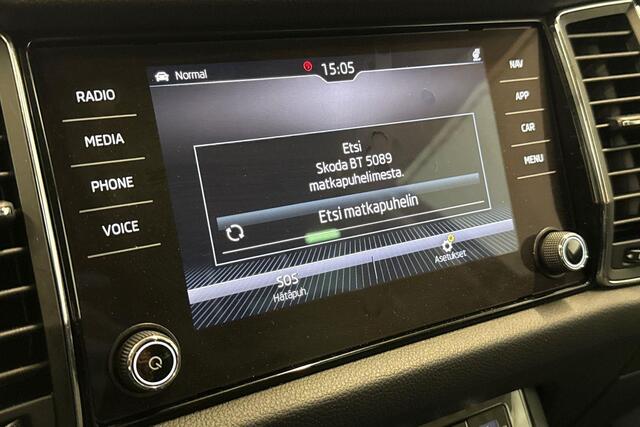 Normal
15:05
RADIO
MEDIA
PHONE
VOICE
NAV
APP
CAR
MENU
Etsi
Skoda BT 5089
matkapuhelimesta.
Etsi matkapuhelin
SOS
Hätäpuh.
Asetukset